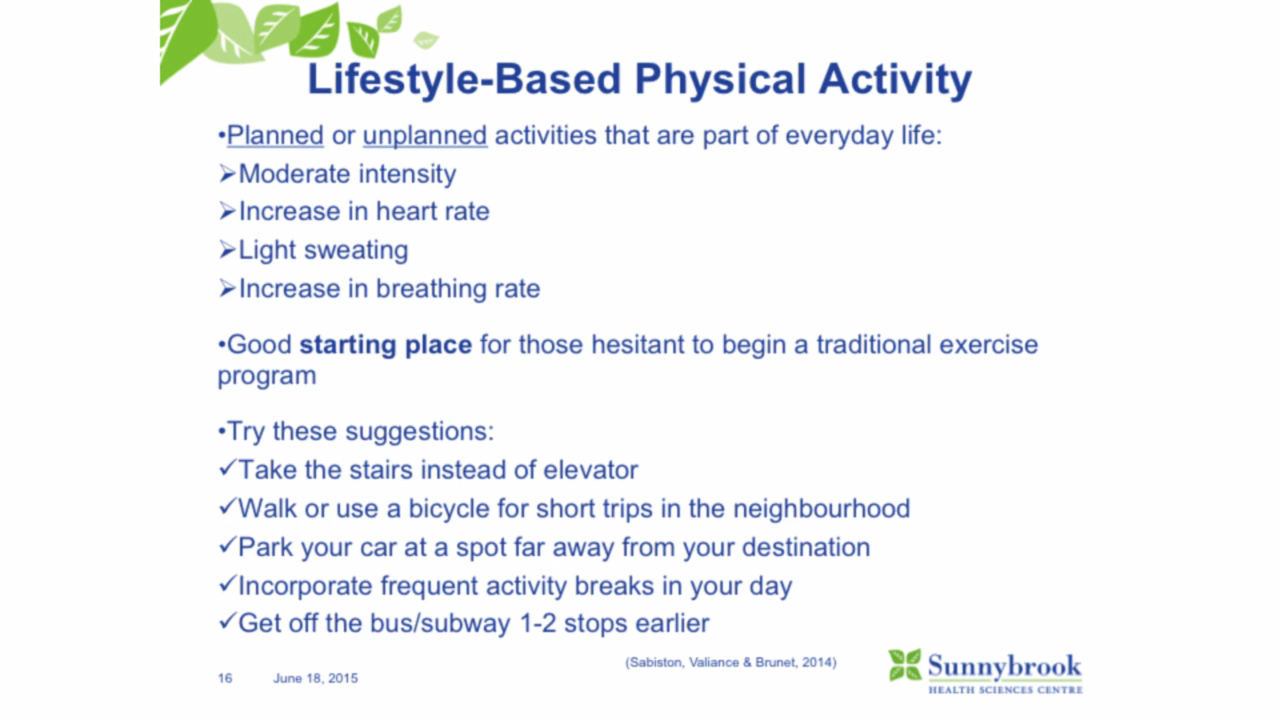 Lifestyle-Based Physical Activity
•Planned or unplanned activities that are part of everyday life:
➢Moderate intensity
➢Increase in heart rate
➢Light sweating
➢Increase in breathing rate
•Good starting place for those hesitant to begin a traditional exercise
program
•Try these suggestions:
✓Take the stairs instead of elevator
✓Walk or use a bicycle for short trips in the neighbourhood
✓Park your car at a spot far away from your destination
✓Incorporate frequent activity breaks in your day
✓Get off the bus/subway 1-2 stops earlier
(Sabiston, Valiance & Brunet, 2014)
16 June 18, 2015
Sunnybrook
HEALTH SCIENCES CENTRE